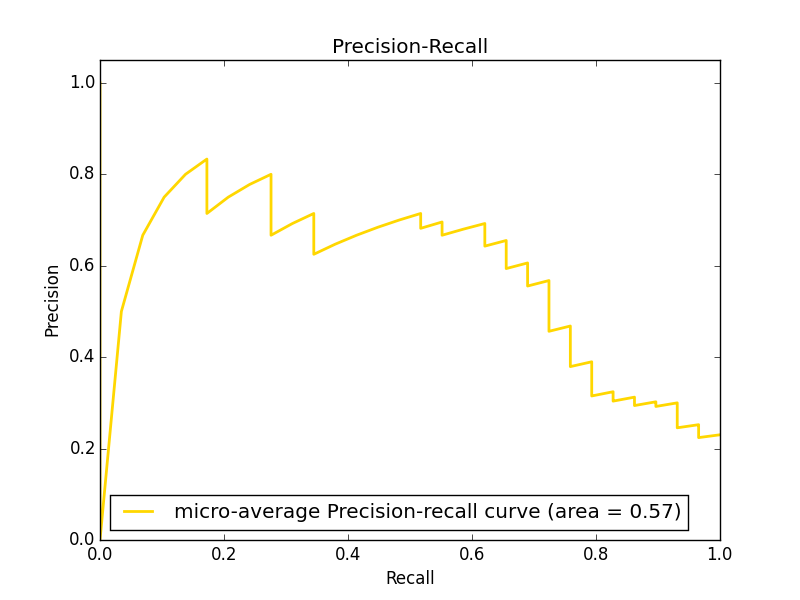 Precision-Recall
1.0
0.8
0.6
0.4
0.2
0.0
Precision
micro-average Precision-recall curve (area = 0.57)
0.0 0.2 0.4 0.6 0.8 1.0
Recall